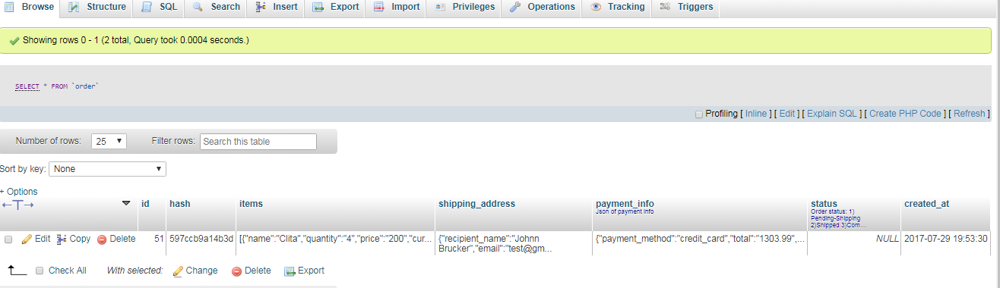 Browse Structure SQL Search Insert Export Import Privileges Operations Tracking Triggers
Showing rows 0 - 1 (2 total, Query took 0.0004 seconds.)
SELECT * FROM `order`
Profiling [ Inline ] [ Edit ] [ Explain SQL ] [ Create PHP Code ] [ Refresh ]
Number of rows: 25 Filter rows: Search this table
Sort by key: None
+ Options
←T→ id hash items shipping_address payment_info status created_at
Json of payment info Order status: 1)
Pending-Shipping
2)Shipped 3)Com...
Edit Copy Delete 51 597ccb9a14b3d [{"name":"Clita","quantity":"4","price":"200","cur... {"recipient_name":"Johnn {"payment_method":"credit_card","total":"1303.99",... NULL 2017-07-29 19:53:30
Brucker","email":"test@gm...
Check All With selected: Change Delete Export